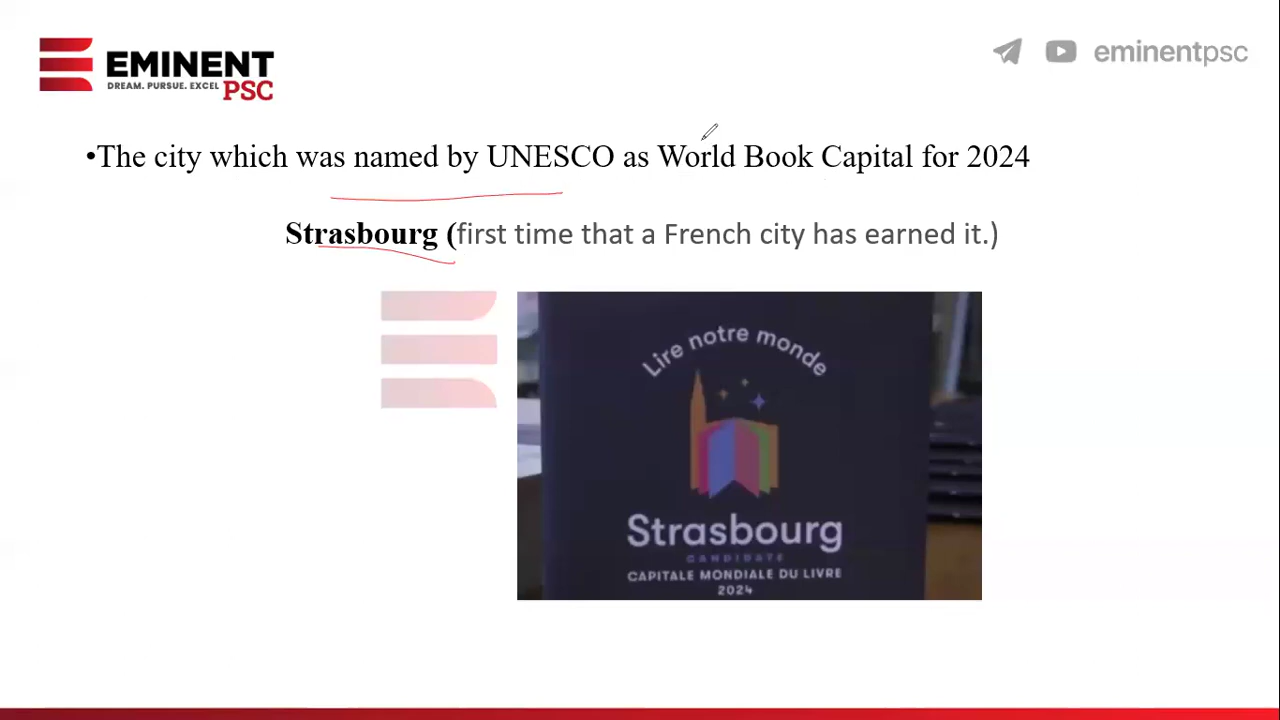 EMINENT
DREAM. PURSUE. EXCEL
PSC
eminentpsc
•The city which was named by UNESCO as World Book Capital for 2024
Strasbourg (first time that a French city has earned it.)
Lire notre monde
Strasbourg
CANDIDATE
CAPITALE MONDIALE DU LIVRE
2024